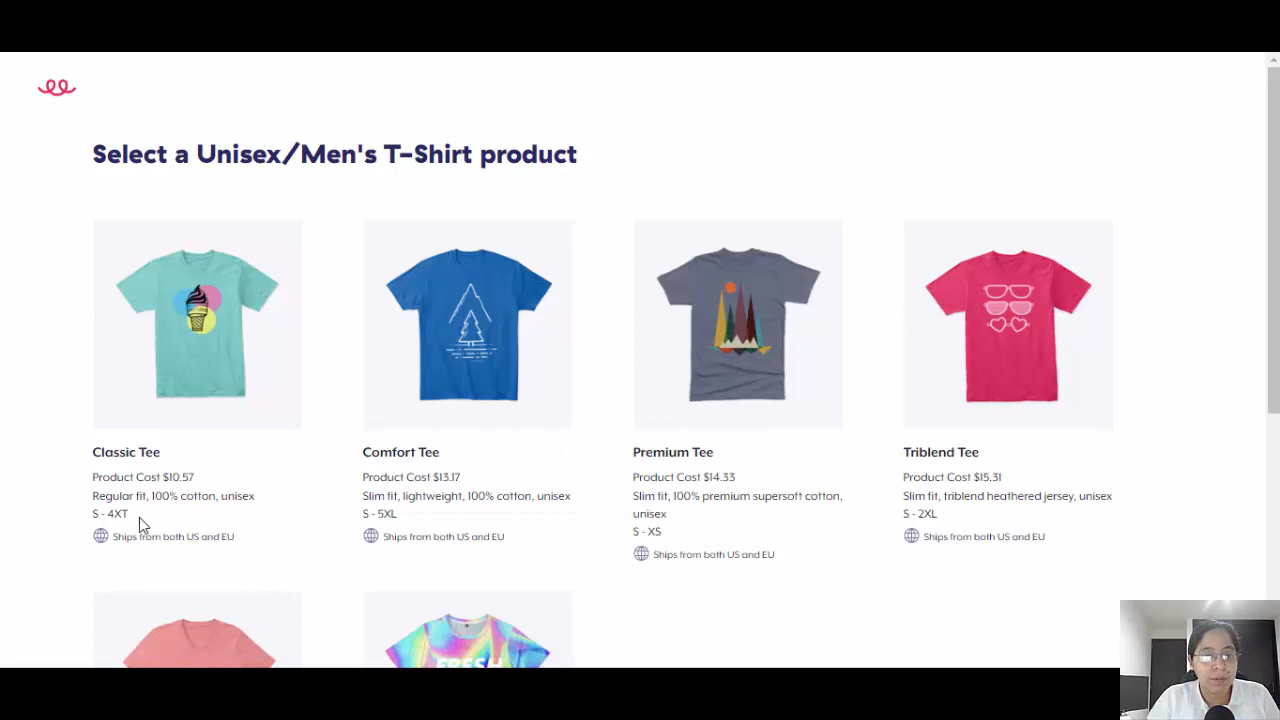 Select a Unisex/Men's T-Shirt product
Classic Tee
Product Cost $10.57
Regular fit, 100% cotton, unisex
S - 4XT
Ships from both US and EU
Comfort Tee
Product Cost $13.17
Slim fit, lightweight, 100% cotton, unisex
S - 5XL
Ships from both US and EU
Premium Tee
Product Cost $14.33
Slim fit, 100% premium supersoft cotton,
unisex
S - XS
Ships from both US and EU
Triblend Tee
Product Cost $15.31
Slim fit, triblend heathered jersey, unisex
S - 2XL
Ships from both US and EU
FRESH